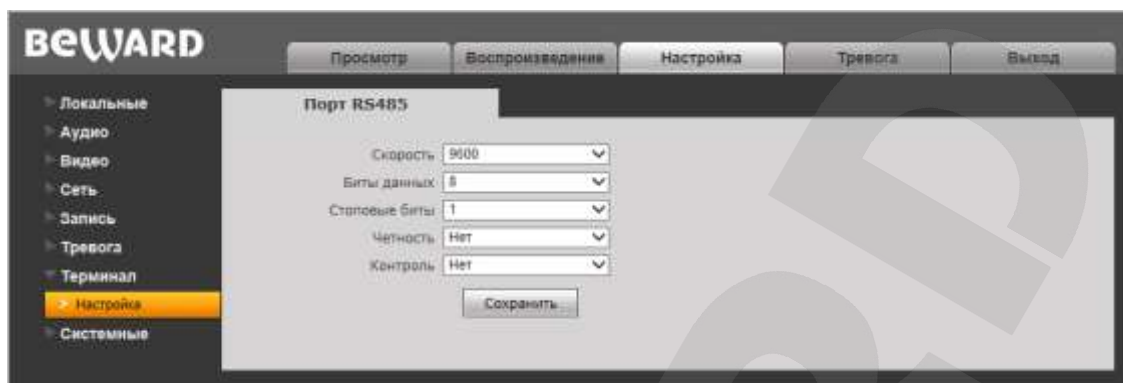 BEWARD
Просмотр Воспроизведение Настройка Тревога Выход
Локальные
Аудио
Видео
Сеть
Запись
Тревога
Терминал
Настройка
Системные
Порт RS485
Скорость 9600
Биты данных 8
Стоповые биты 1
Четность Нет
Контроль Нет
Сохранить